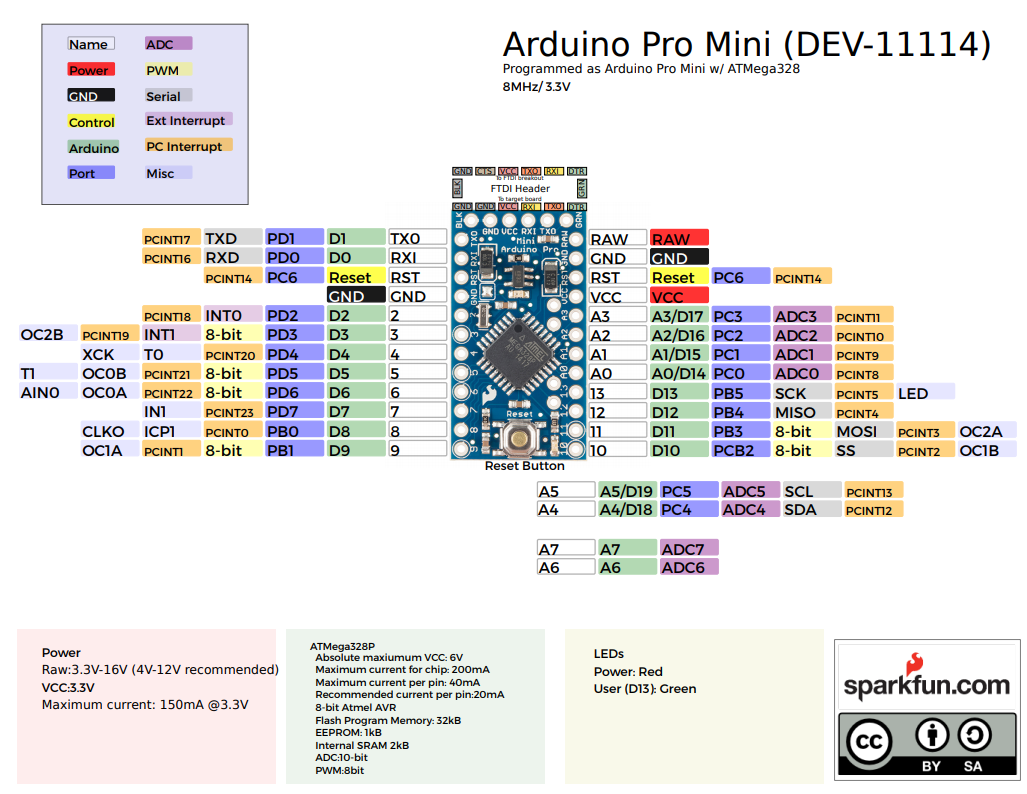 Arduino Pro Mini (DEV-11114)
Programmed as Arduino Pro Mini w/ ATMega328
8MHz/ 3.3V
Name ADC
Power PWM
GND Serial
Control Ext Interrupt
Arduino PC Interrupt
Port Misc
GND CTS VCC TXO RXI DTR
To FTDI breakout
BLK FTDI Header GRN
To target board
GND GND VCC RXI TXO DTR
BLK GRN
GND VCC RXI TXO
Mini
Arduino Pro
PCINT17 TXD PD1 D1 TX0 RAW RAW
PCINT16 RXD PD0 D0 RXI GND GND
PCINT14 PC6 Reset RST RST Reset PC6 PCINT14
GND GND VCC VCC
PCINT18 INT0 PD2 D2 2 A3 A3/D17 PC3 ADC3 PCINT11
OC2B PCINT19 INT1 8-bit PD3 D3 3 A2 A2/D16 PC2 ADC2 PCINT10
XCK T0 PCINT20 PD4 D4 4 A1 A1/D15 PC1 ADC1 PCINT9
T1 OC0B PCINT21 8-bit PD5 D5 5 A0 A0/D14 PC0 ADC0 PCINT8
AIN0 OC0A PCINT22 8-bit PD6 D6 6 13 D13 PB5 SCK PCINT5 LED
IN1 PCINT23 PD7 D7 7 12 D12 PB4 MISO PCINT4
CLKO ICP1 PCINT0 PB0 D8 8 11 D11 PB3 8-bit MOSI PCINT3 OC2A
OC1A PCINT1 8-bit PB1 D9 9 10 D10 PCB2 8-bit SS PCINT2 OC1B
Reset
Reset Button
A5 A5/D19 PC5 ADC5 SCL PCINT13
A4 A4/D18 PC4 ADC4 SDA PCINT12
A7 A7 ADC7
A6 A6 ADC6
Power
Raw:3.3V-16V (4V-12V recommended)
VCC:3.3V
Maximum current: 150mA @3.3V
ATMega328P
Absolute maxiumum VCC: 6V
Maximum current for chip: 200mA
Maximum current per pin: 40mA
Recommended current per pin:20mA
8-bit Atmel AVR
Flash Program Memory: 32kB
EEPROM: 1kB
Internal SRAM 2kB
ADC:10-bit
PWM:8bit
LEDs
Power: Red
User (D13): Green
sparkfun.com
cc
BY SA